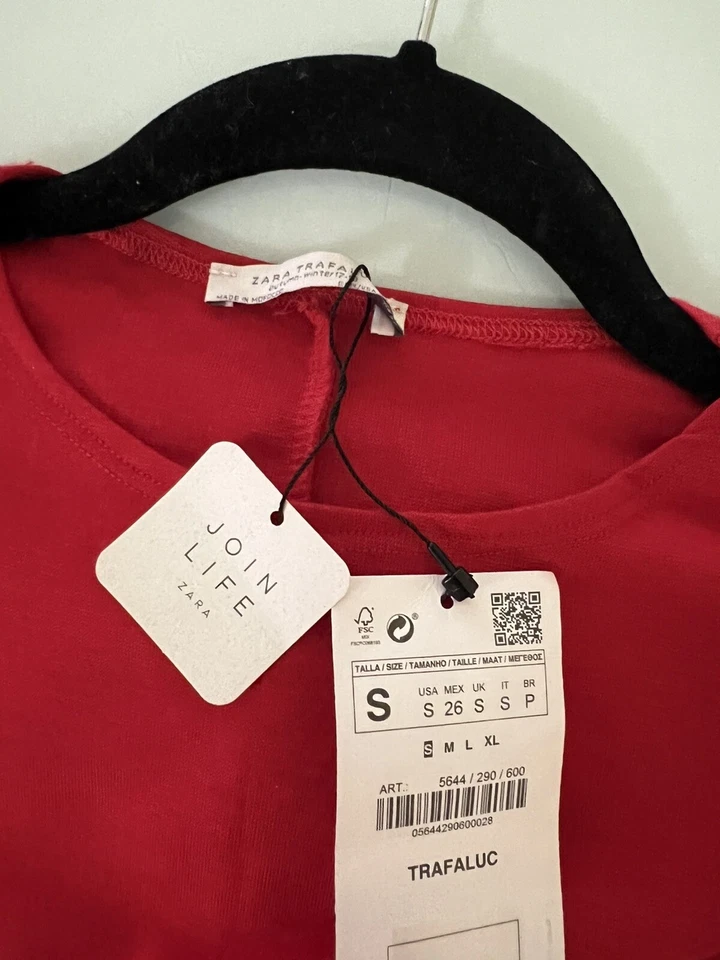 ZARA TRAFALUC
MADE IN MOROCCO
JOIN
LIFE
ZARA
FSC
TALLA / SIZE / TAMANHO / TAILLE / MAAT / ΜΕΓΕΘΟΣ
S
USA MEX UK IT BR
S 26 S S P
S M L XL
ART.: 5644 / 290 / 600
05644290600028
TRAFALUC